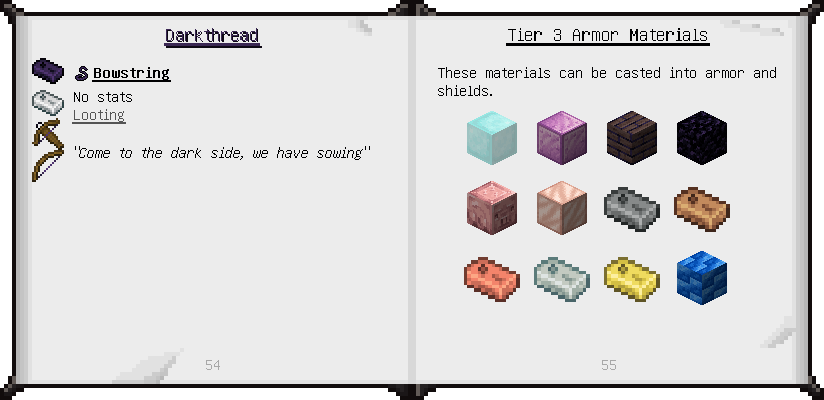 Darkthread
Bowstring
No stats
Looting
"Come to the dark side, we have sowing"
54
Tier 3 Armor Materials
These materials can be casted into armor and
shields.
55